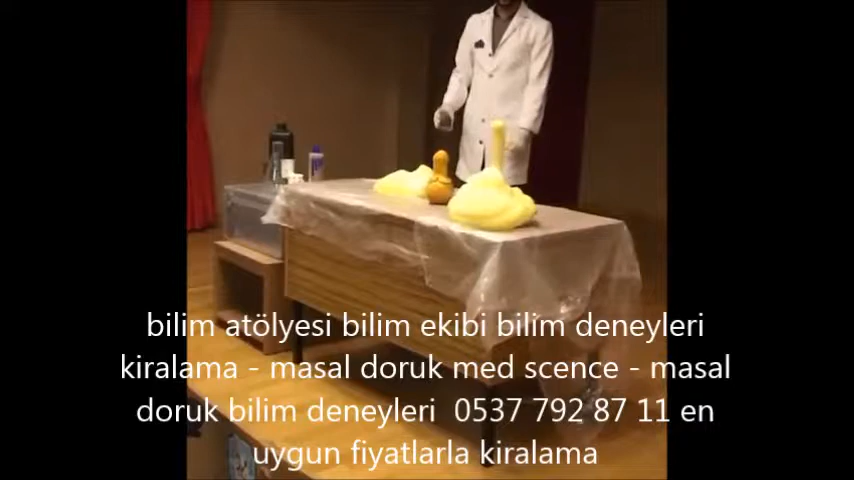 bilim atölyesi bilim ekibi bilim deneyleri
kiralama - masal doruk med scence - masal
doruk bilim deneyleri  0537 792 87 11 en
uygun fiyatlarla kiralama